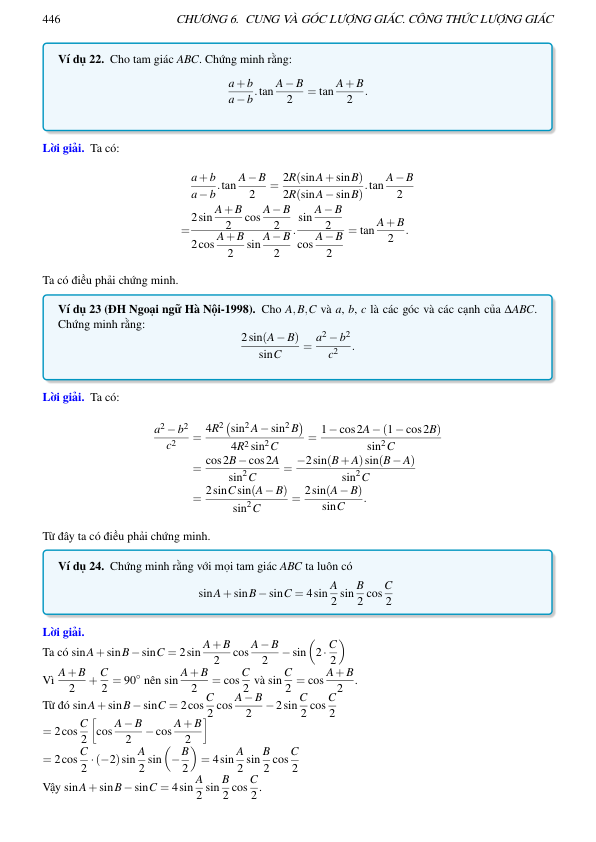 446 CHƯƠNG 6. CUNG VÀ GÓC LƯỢNG GIÁC. CÔNG THỨC LƯỢNG GIÁC
Ví dụ 22. Cho tam giác ABC. Chứng minh rằng:
\frac{a+b}{a-b}.\tan\frac{A-B}{2} = \tan\frac{A+B}{2}.
Lời giải. Ta có:
\frac{a+b}{a-b}.\tan\frac{A-B}{2} = \frac{2R(\sin A+\sin B)}{2R(\sin A-\sin B)}.\tan\frac{A-B}{2}
= \frac{2\sin\frac{A+B}{2}\cos\frac{A-B}{2}}{2\cos\frac{A+B}{2}\sin\frac{A-B}{2}}.\frac{\sin\frac{A-B}{2}}{\cos\frac{A-B}{2}} = \tan\frac{A+B}{2}.
Ta có điều phải chứng minh.
Ví dụ 23 (ĐH Ngoại ngữ Hà Nội-1998). Cho A,B,C và a, b, c là các góc và các cạnh của ΔABC.
Chứng minh rằng:
\frac{2\sin(A-B)}{\sin C} = \frac{a^2-b^2}{c^2}.
Lời giải. Ta có:
\frac{a^2-b^2}{c^2} = \frac{4R^2(\sin^2 A-\sin^2 B)}{4R^2\sin^2 C} = \frac{1-\cos 2A-(1-\cos 2B)}{\sin^2 C}
= \frac{\cos 2B-\cos 2A}{\sin^2 C} = \frac{-2\sin(B+A)\sin(B-A)}{\sin^2 C}
= \frac{2\sin C\sin(A-B)}{\sin^2 C} = \frac{2\sin(A-B)}{\sin C}.
Từ đây ta có điều phải chứng minh.
Ví dụ 24. Chứng minh rằng với mọi tam giác ABC ta luôn có
\sin A+\sin B-\sin C = 4\sin\frac{A}{2}\sin\frac{B}{2}\cos\frac{C}{2}
Lời giải.
Ta có \sin A+\sin B-\sin C = 2\sin\frac{A+B}{2}\cos\frac{A-B}{2}-\sin\left(2\cdot\frac{C}{2}\right)
Vì \frac{A+B}{2}+\frac{C}{2} = 90° nên \sin\frac{A+B}{2} = \cos\frac{C}{2} và \sin\frac{C}{2} = \cos\frac{A+B}{2}.
Từ đó \sin A+\sin B-\sin C = 2\cos\frac{C}{2}\cos\frac{A-B}{2}-2\sin\frac{C}{2}\cos\frac{C}{2}
= 2\cos\frac{C}{2}\left[\cos\frac{A-B}{2}-\cos\frac{A+B}{2}\right]
= 2\cos\frac{C}{2}\cdot(-2)\sin\frac{A}{2}\sin\left(-\frac{B}{2}\right) = 4\sin\frac{A}{2}\sin\frac{B}{2}\cos\frac{C}{2}
Vậy \sin A+\sin B-\sin C = 4\sin\frac{A}{2}\sin\frac{B}{2}\cos\frac{C}{2}.